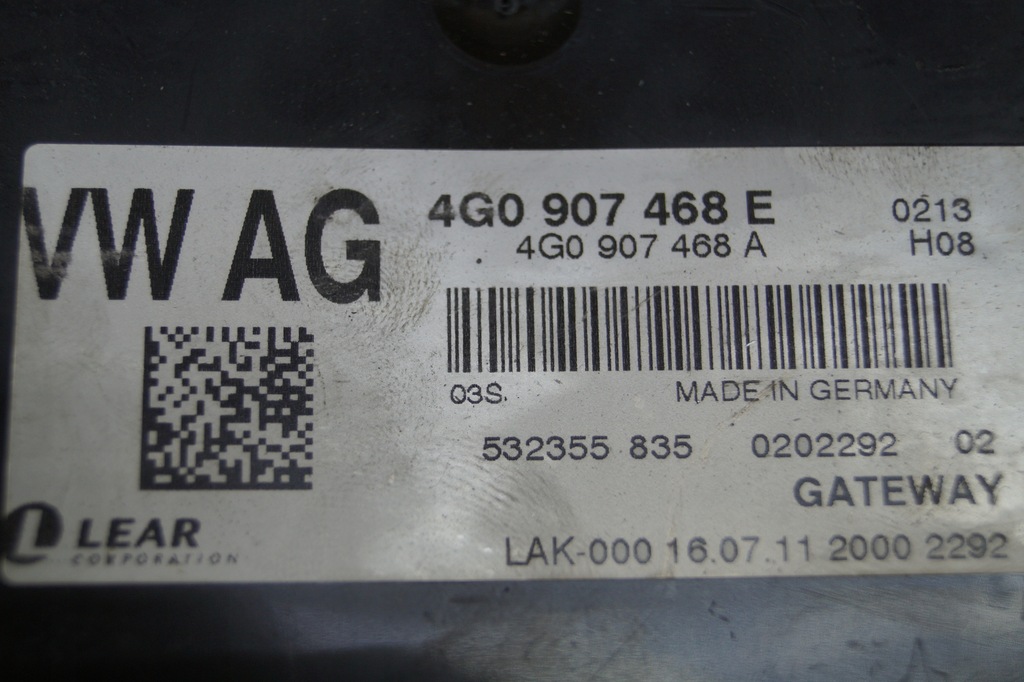 VW AG
4G0 907 468 E 0213
4G0 907 468 A H08
03S. MADE IN GERMANY
532355 835 0202292 02
GATEWAY
LEAR
CORPORATION
LAK-000 16.07.11 2000 2292